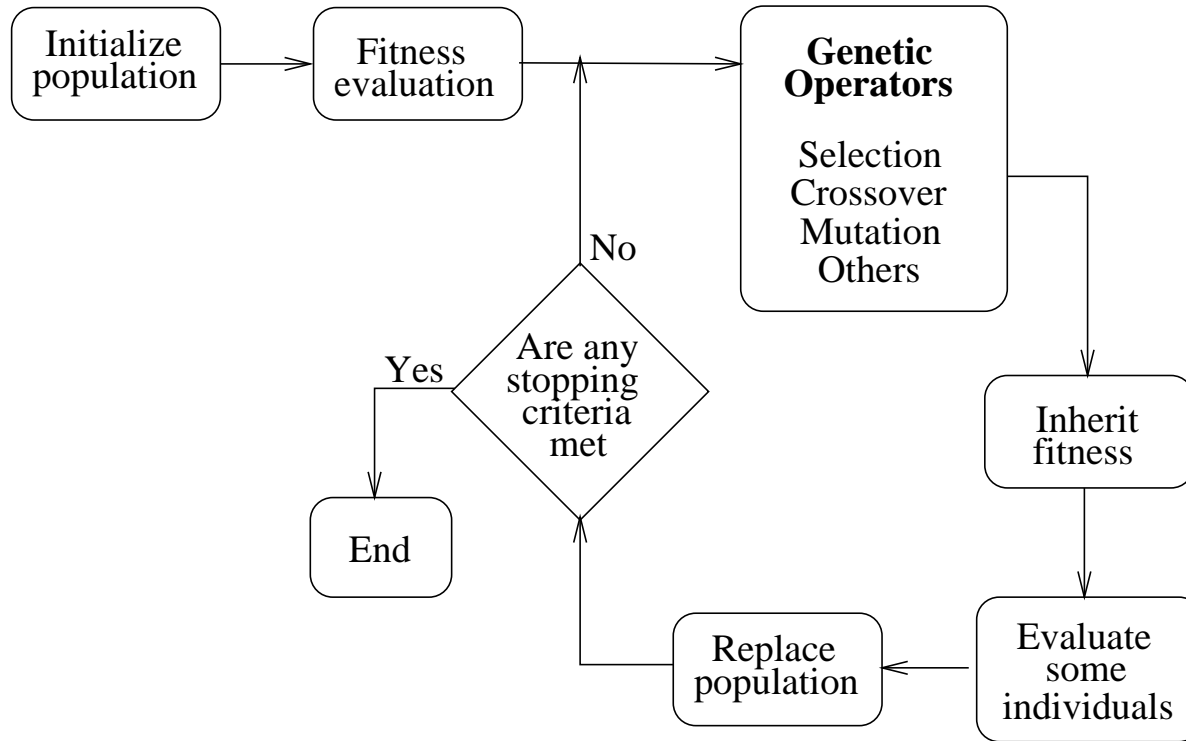 Initialize
population
Fitness
evaluation
Genetic
Operators
Selection
Crossover
Mutation
Others
No
Are any
stopping
criteria
met
Yes
End
Inherit
fitness
Evaluate
some
individuals
Replace
population